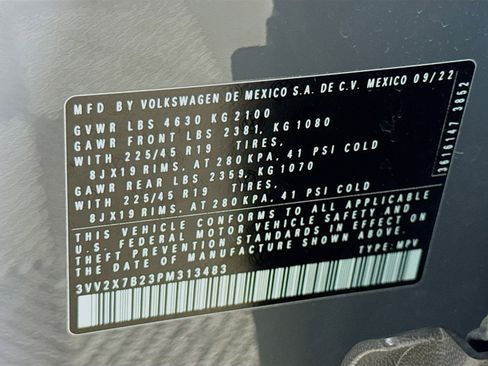 MFD BY VOLKSWAGEN DE MEXICO S.A. DE C.V. MEXICO 09/22
GVWR LBS 4630 KG 2100
GAWR FRONT LBS 2381, KG 1080
WITH 225/45 R19 TIRES.
8JX19 RIMS, AT 280 KPA, 41 PSI COLD
GAWR REAR LBS 2359, KG 1070
WITH 225/45 R19 TIRES.
8JX19 RIMS, AT 280 KPA, 41 PSI COLD
THIS VEHICLE CONFORMS TO ALL APPLICABLE
U.S. FEDERAL MOTOR VEHICLE SAFETY AND
THEFT PREVENTION STANDARDS IN EFFECT ON
THE DATE OF MANUFACTURE SHOWN ABOVE.
3VV2X7B23PM313483 TYPE: MPV
3616747 3852